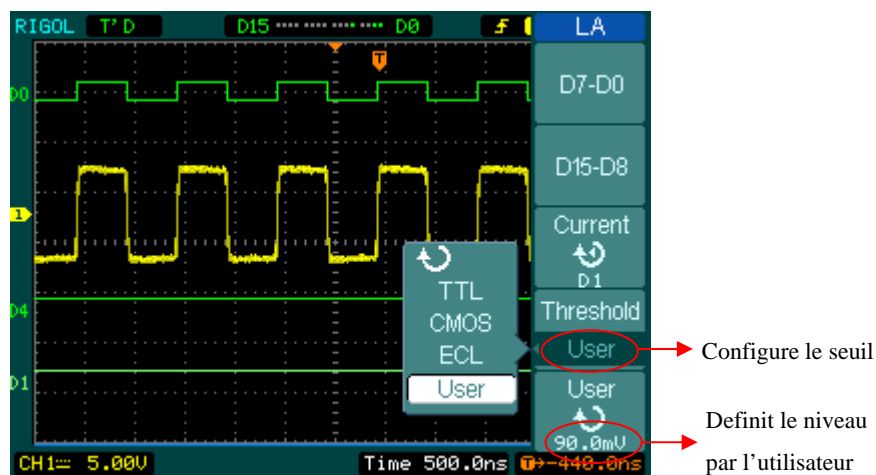 RIGOL T'D D15 D0 LA
D0
D7-D0
D15-D8
1
Current
D1
TTL
CMOS
ECL
User
Threshold
User
User
90.0mV
D4
D1
CH1 5.00V Time 500.0ns T→-440.0ns
T
Configure le seuil
Definit le niveau
par l'utilisateur